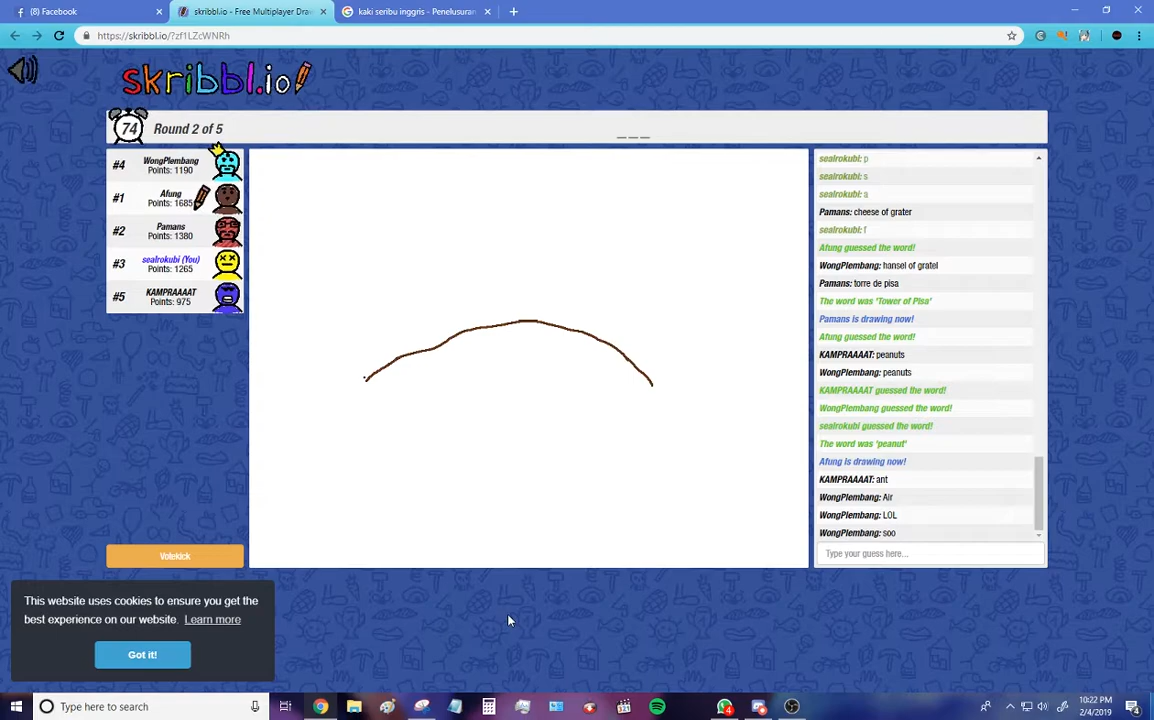 (8) Facebook
skribbl.io - Free Multiplayer Draw
kaki seribu inggris - Penelusuran
https://skribbl.io/?zf1LZcWNRh
skribbl.io
74 Round 2 of 5
_ _ _
#4 WongPlembang
Points: 1190
#1 Afung
Points: 1685
#2 Pamans
Points: 1380
#3 sealrokubi (You)
Points: 1265
#5 KAMPRAAAAT
Points: 975
Votekick
sealrokubi: p
sealrokubi: s
sealrokubi: a
Pamans: cheese of grater
sealrokubi: f
Afung guessed the word!
WongPlembang: hansel of gratel
Pamans: torre de pisa
The word was 'Tower of Pisa'
Pamans is drawing now!
Afung guessed the word!
KAMPRAAAAT: peanuts
WongPlembang: peanuts
KAMPRAAAAT guessed the word!
WongPlembang guessed the word!
sealrokubi guessed the word!
The word was 'peanut'
Afung is drawing now!
KAMPRAAAAT: ant
WongPlembang: Air
WongPlembang: LOL
WongPlembang: soo
Type your guess here...
This website uses cookies to ensure you get the
best experience on our website. Learn more
Got it!
Type here to search
4
10:22 PM
2/4/2019